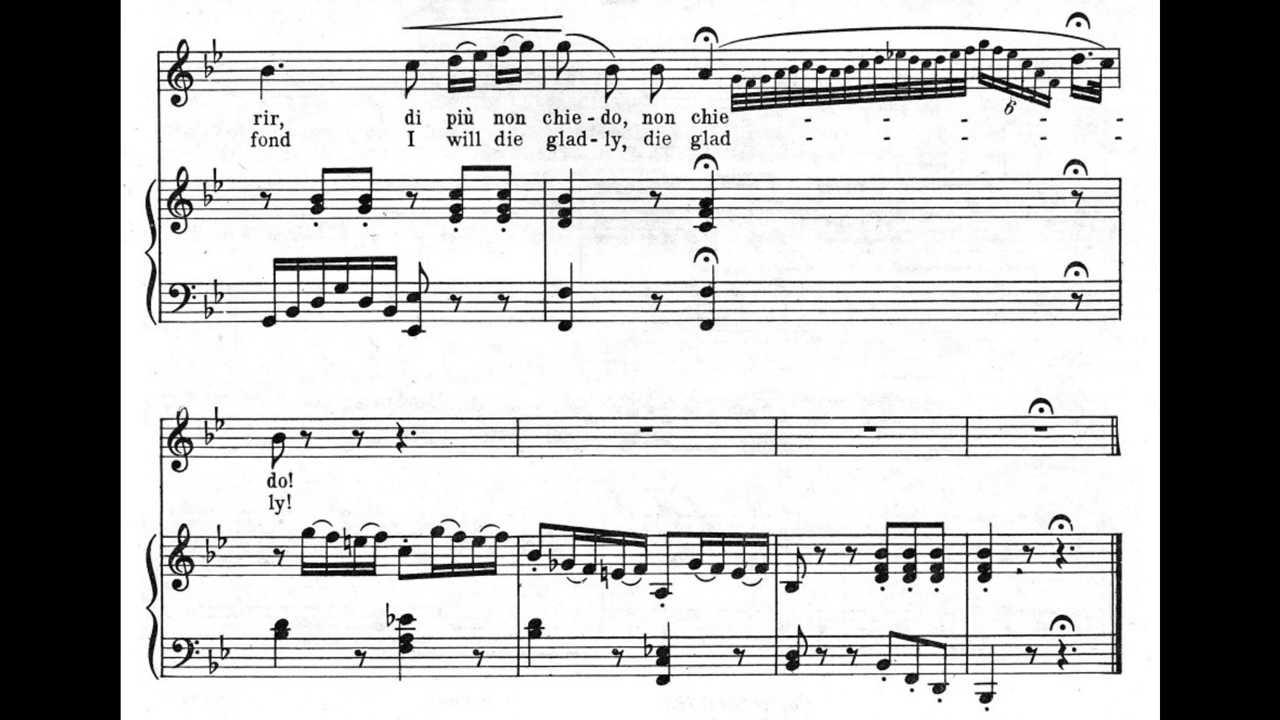 rir, di più non chie - do, non chie - - - - -
fond I will die glad - ly, die glad - - - - -
6
do!
ly!